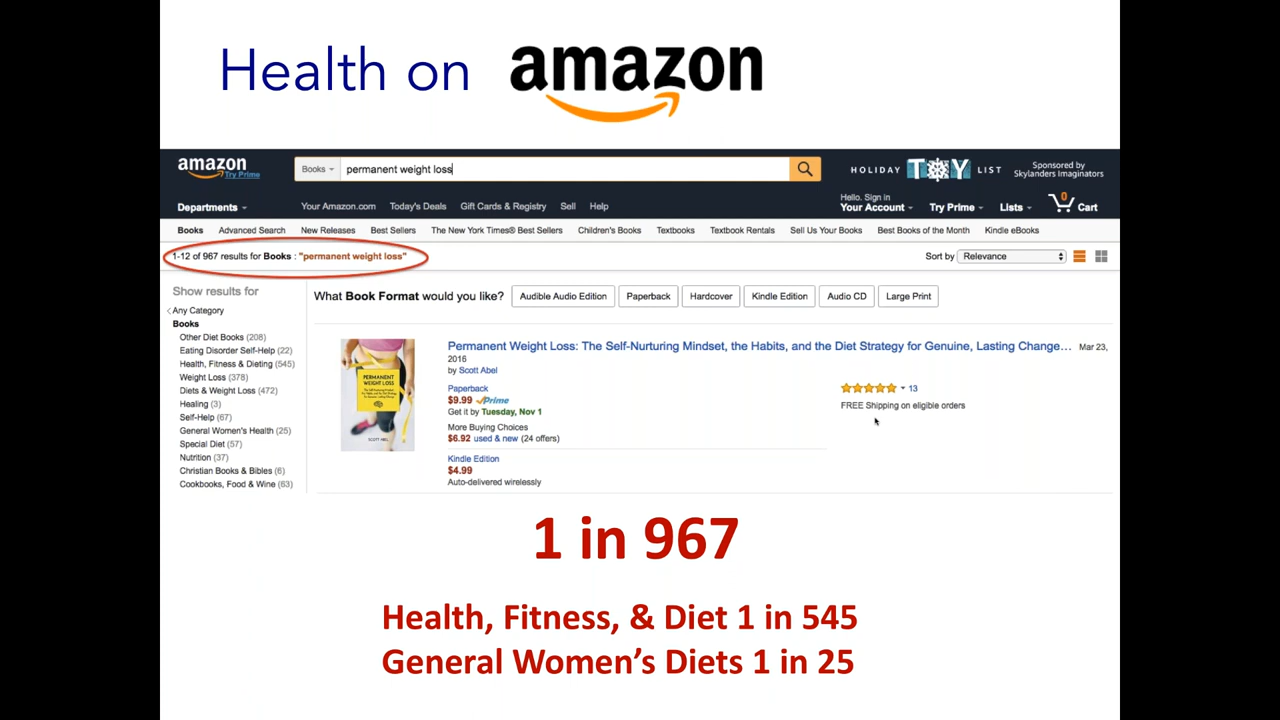 Health on amazon
amazon
Try Prime
Books
permanent weight loss
HOLIDAY TOY LIST
Sponsored by
Skylanders Imaginators
Departments
Your Amazon.com Today's Deals Gift Cards & Registry Sell Help
Hello. Sign in
Your Account Try Prime Lists 0 Cart
Books Advanced Search New Releases Best Sellers The New York Times® Best Sellers Children's Books Textbooks Textbook Rentals Sell Us Your Books Best Books of the Month Kindle eBooks
1-12 of 967 results for Books : "permanent weight loss"
Sort by Relevance
Show results for
Any Category
Books
Other Diet Books (208)
Eating Disorder Self-Help (22)
Health, Fitness & Dieting (545)
Weight Loss (378)
Diets & Weight Loss (472)
Healing (3)
Self-Help (67)
General Women's Health (25)
Special Diet (57)
Nutrition (37)
Christian Books & Bibles (6)
Cookbooks, Food & Wine (63)
What Book Format would you like? Audible Audio Edition Paperback Hardcover Kindle Edition Audio CD Large Print
PERMANENT
WEIGHT LOSS
SCOTT ABEL
Permanent Weight Loss: The Self-Nurturing Mindset, the Habits, and the Diet Strategy for Genuine, Lasting Change… Mar 23,
2016
by Scott Abel
Paperback
$9.99 Prime
Get it by Tuesday, Nov 1
More Buying Choices
$6.92 used & new (24 offers)
Kindle Edition
$4.99
Auto-delivered wirelessly
13
FREE Shipping on eligible orders
1 in 967
Health, Fitness, & Diet 1 in 545
General Women's Diets 1 in 25